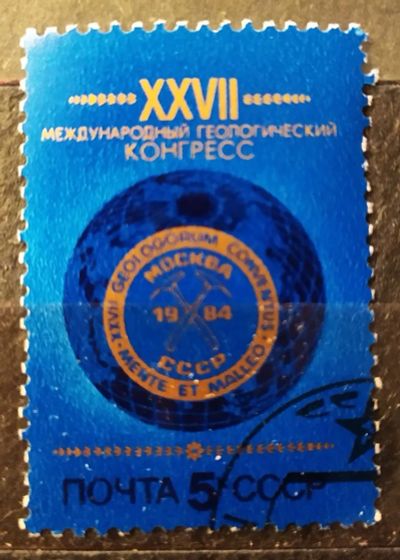 XXVII
МЕЖДУНАРОДНЫЙ ГЕОЛОГИЧЕСКИЙ
КОНГРЕСС
XXVII GEOLOGORUM CONVENTUS
MENTE ET MALLEO
МОСКВА
1984
СССР
ПОЧТА 5 К СССР